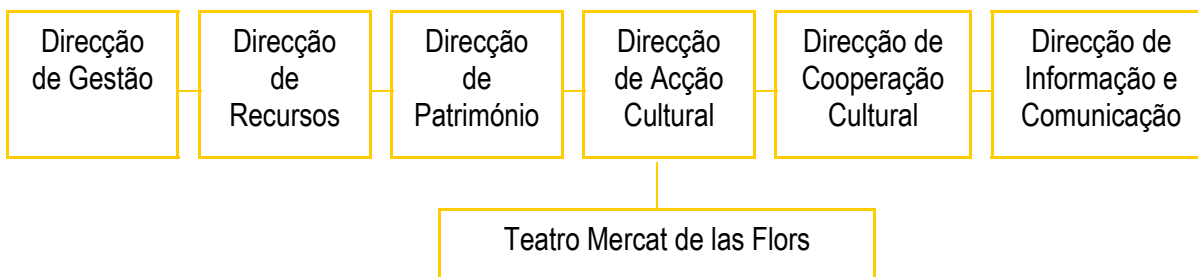 Direcção
de Gestão
Direcção
de
Recursos
Direcção
de
Património
Direcção
de Acção
Cultural
Direcção de
Cooperação
Cultural
Direcção de
Informação e
Comunicação
Teatro Mercat de las Flors